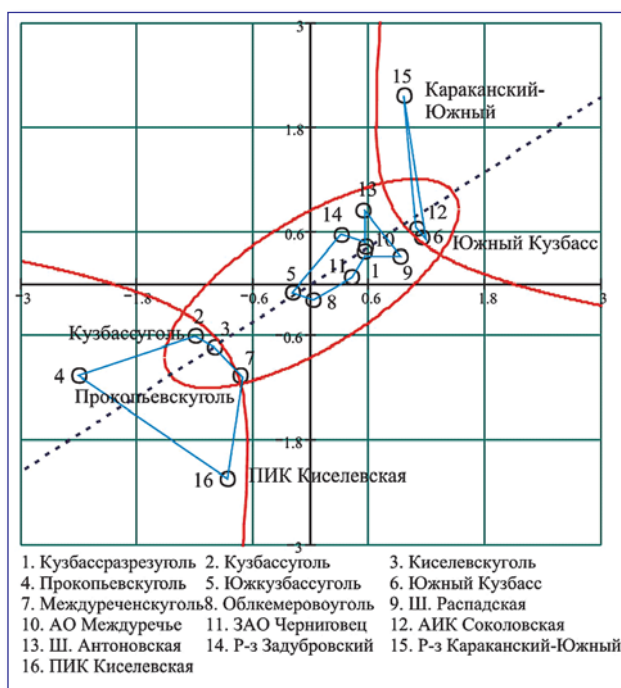 3
15
Караканский-
Южный
1.8
13
14
0.6
12
10
6
Южный Кузбасс
11
5
1
9
8
−3
−1.8
−0.6
0.6
1.8
3
2
Кузбассуголь
3
−0.6
7
4
Прокопьевскуголь
−1.8
16
ПИК Киселевская
−3
1. Кузбассразрезуголь 2. Кузбассуголь 3. Киселевскуголь
4. Прокопьевскуголь 5. Южкузбассуголь 6. Южный Кузбасс
7. Междуреченскуголь 8. Облкемеровоуголь 9. Ш. Распадская
10. АО Междуречье 11. ЗАО Черниговец 12. АИК Соколовская
13. Ш. Антоновская 14. Р-з Задубровский 15. Р-з Караканский-Южный
16. ПИК Киселевская